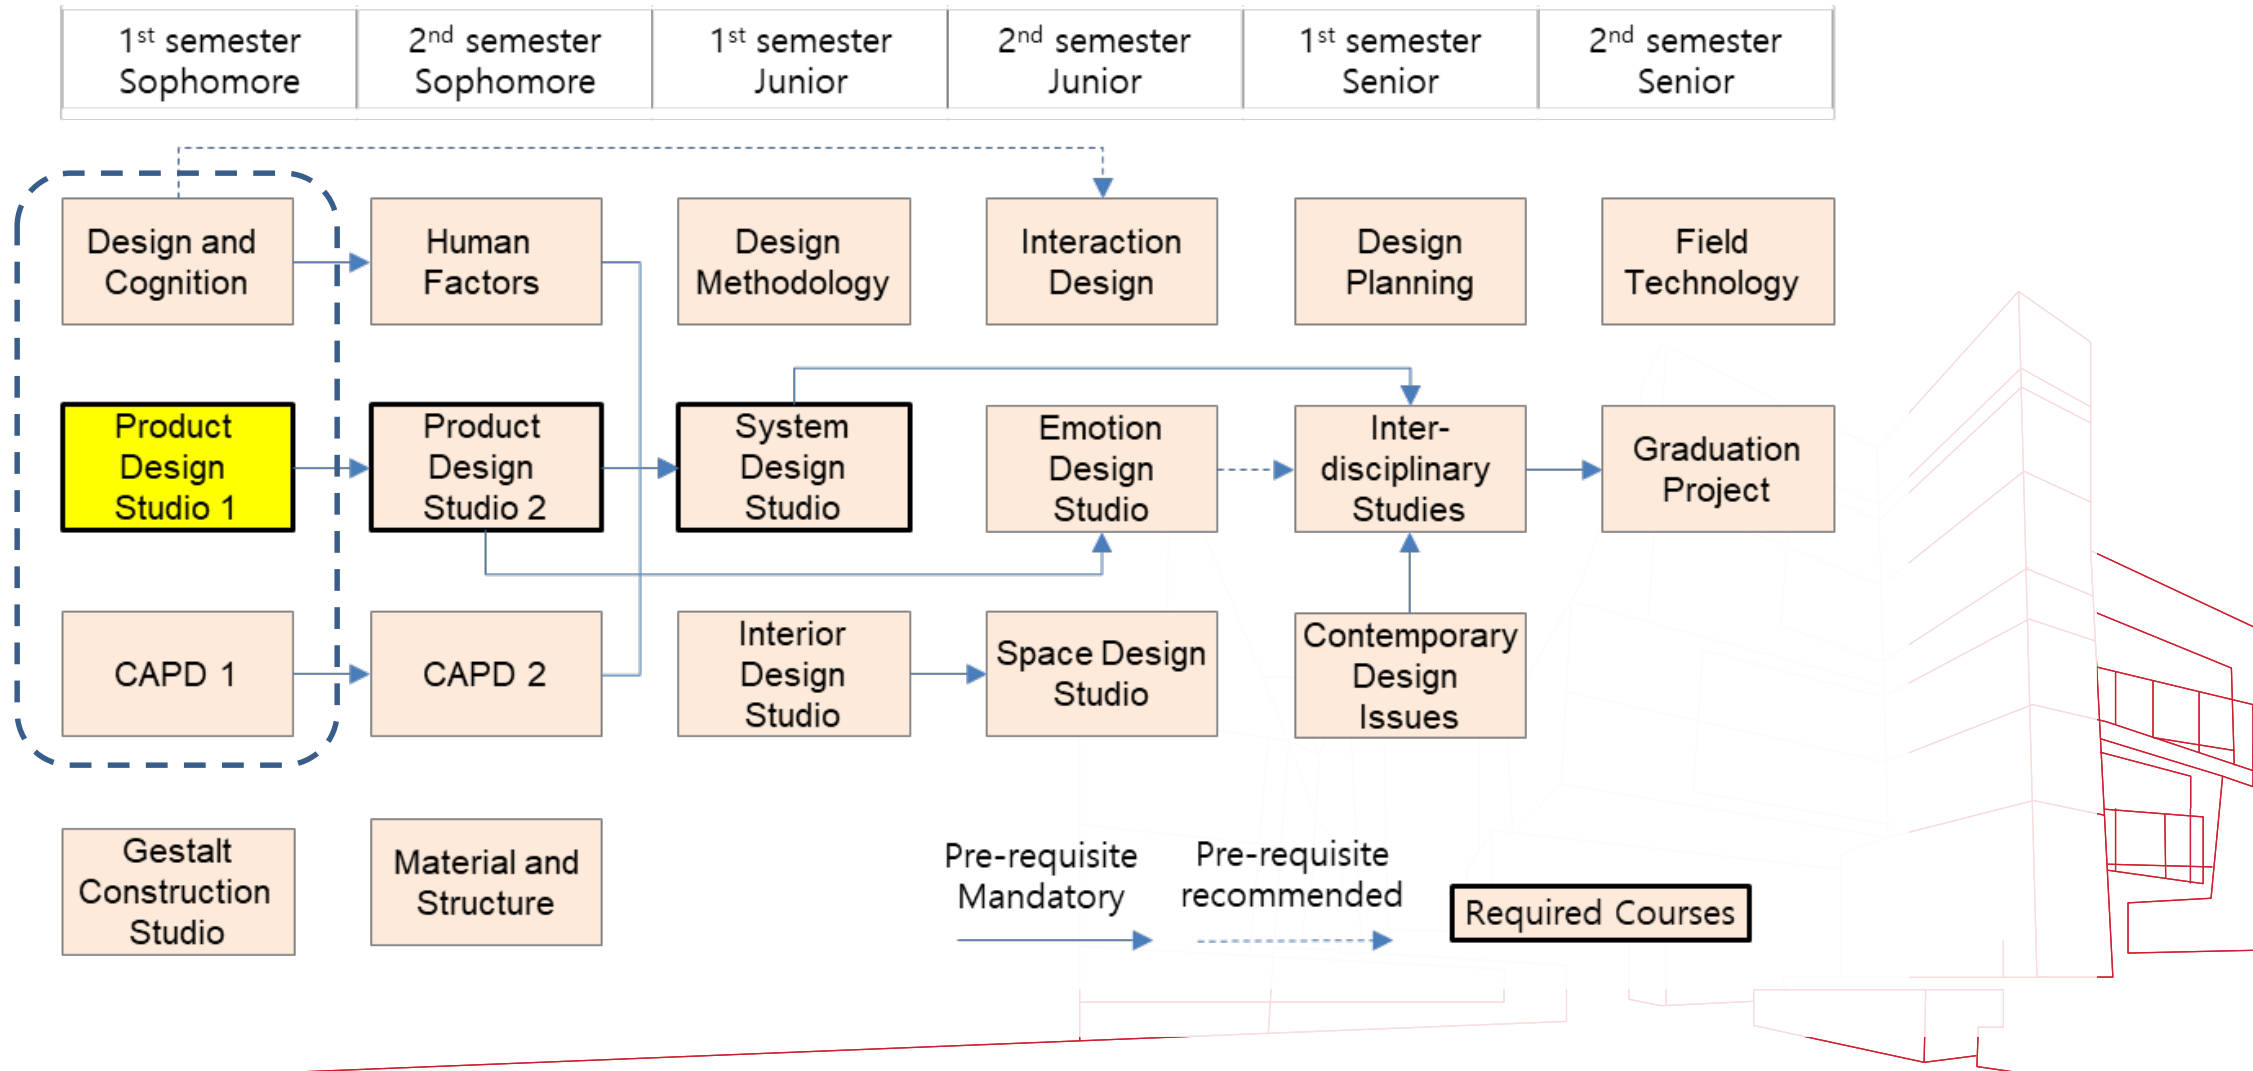 1st semester
Sophomore
2nd semester
Sophomore
1st semester
Junior
2nd semester
Junior
1st semester
Senior
2nd semester
Senior
Design and
Cognition
Human
Factors
Design
Methodology
Interaction
Design
Design
Planning
Field
Technology
Product
Design
Studio 1
Product
Design
Studio 2
System
Design
Studio
Emotion
Design
Studio
Inter-
disciplinary
Studies
Graduation
Project
CAPD 1
CAPD 2
Interior
Design
Studio
Space Design
Studio
Contemporary
Design
Issues
Gestalt
Construction
Studio
Material and
Structure
Pre-requisite
Mandatory
Pre-requisite
recommended
Required Courses